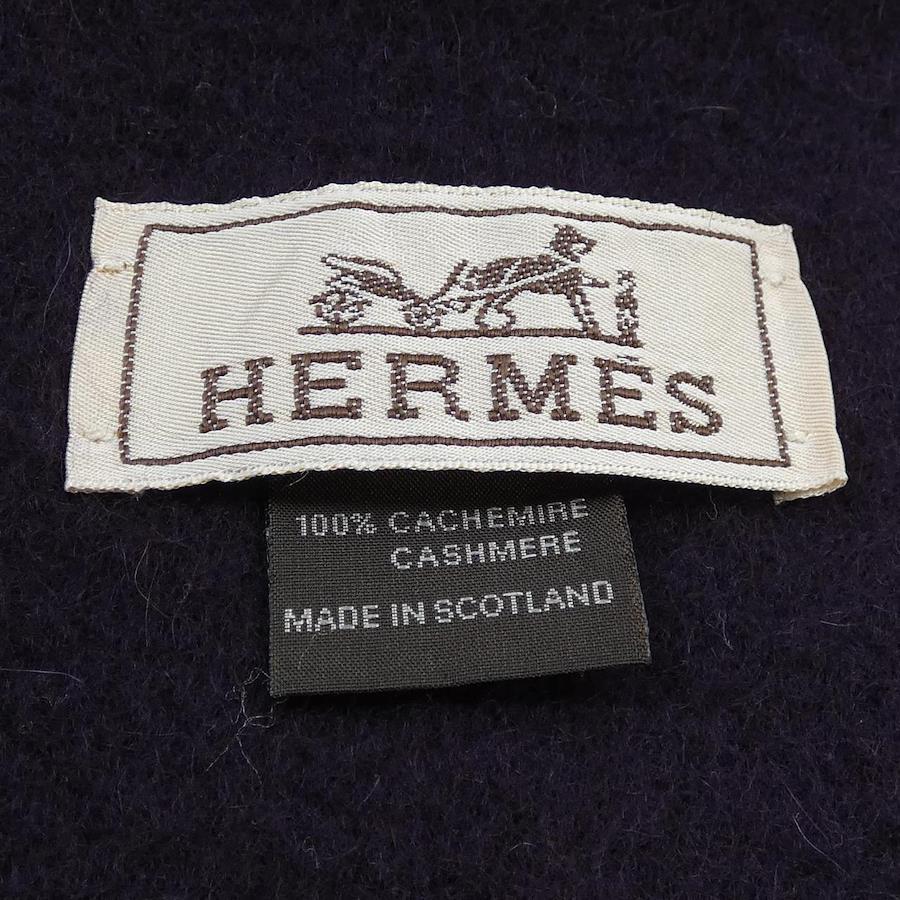 HERMÈS
100% CACHEMIRE
CASHMERE
MADE IN SCOTLAND